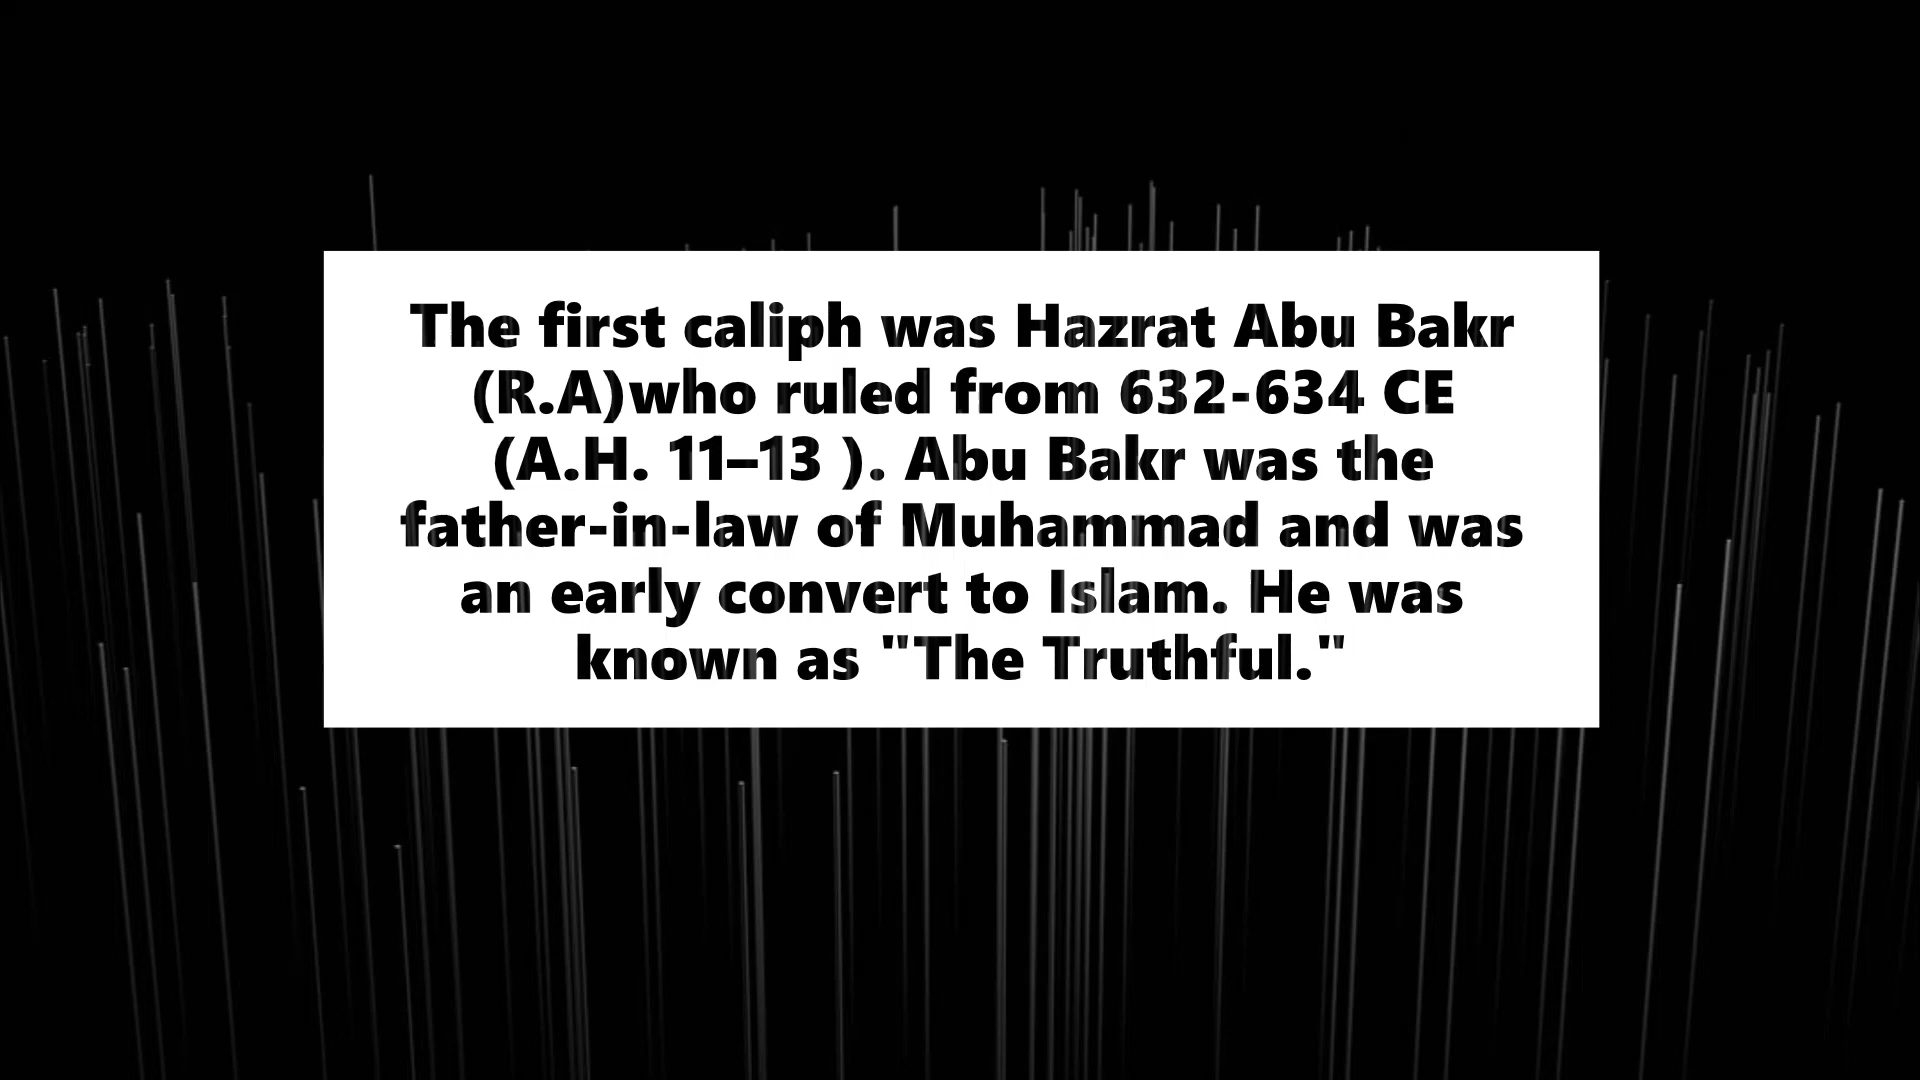 The first caliph was Hazrat Abu Bakr
(R.A)who ruled from 632-634 CE
(A.H. 11–13 ). Abu Bakr was the
father-in-law of Muhammad and was
an early convert to Islam. He was
known as "The Truthful."